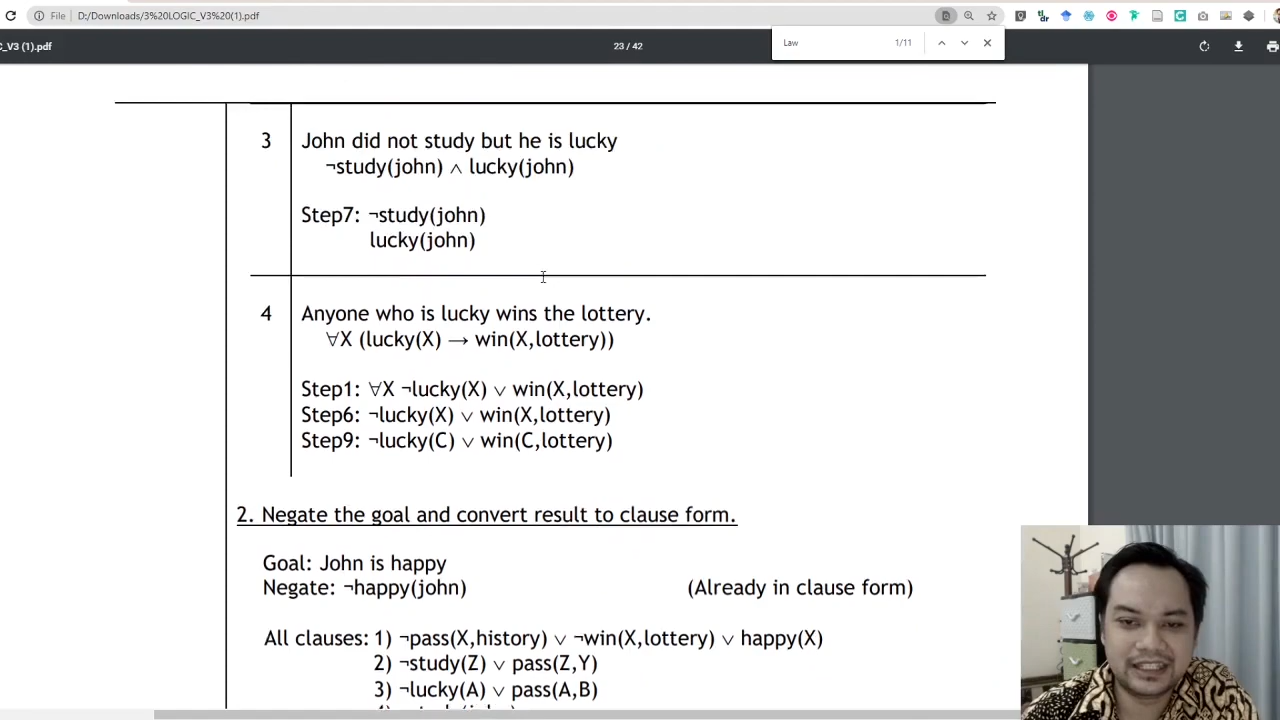 File
D:/Downloads/3%20LOGIC_V3%20(1).pdf
C_V3 (1).pdf
23 / 42
Law
1/11
3
John did not study but he is lucky
¬study(john) ∧ lucky(john)
Step7: ¬study(john)
lucky(john)
4
Anyone who is lucky wins the lottery.
∀X (lucky(X) → win(X,lottery))
Step1: ∀X ¬lucky(X) ∨ win(X,lottery)
Step6: ¬lucky(X) ∨ win(X,lottery)
Step9: ¬lucky(C) ∨ win(C,lottery)
2. Negate the goal and convert result to clause form.
Goal: John is happy
Negate: ¬happy(john) (Already in clause form)
All clauses: 1) ¬pass(X,history) ∨ ¬win(X,lottery) ∨ happy(X)
2) ¬study(Z) ∨ pass(Z,Y)
3) ¬lucky(A) ∨ pass(A,B)